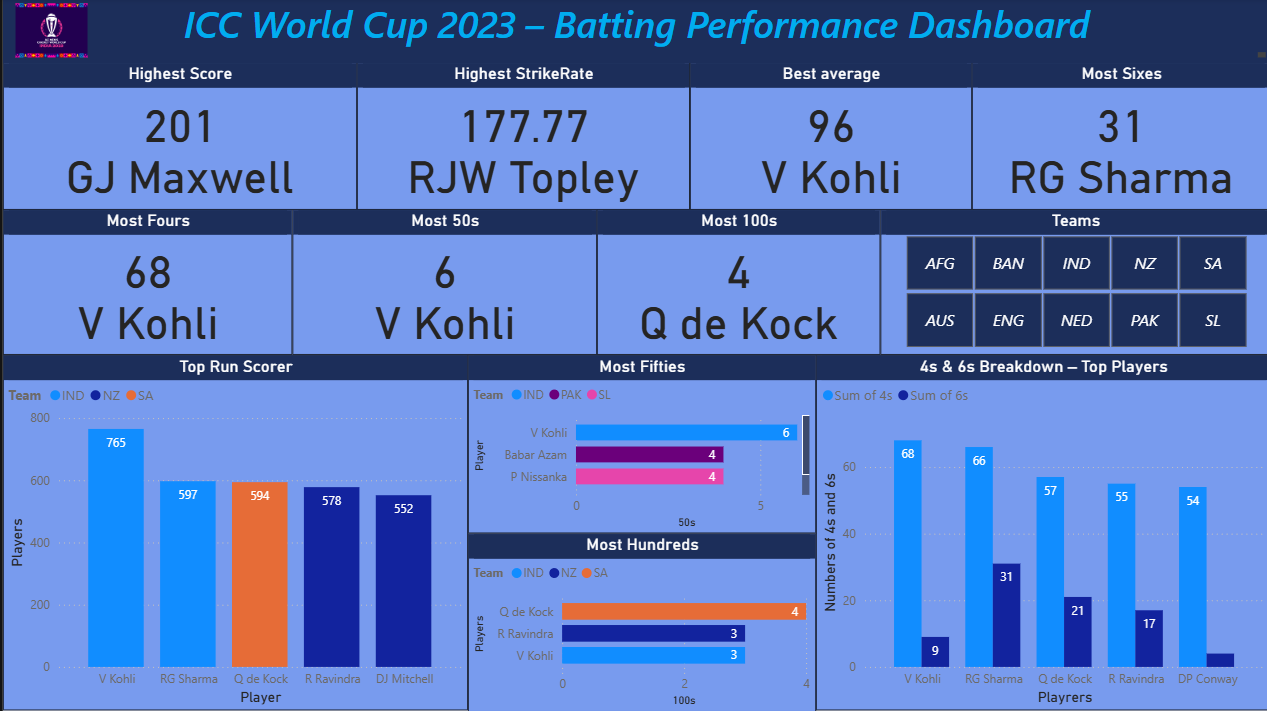 ICC World Cup 2023 – Batting Performance Dashboard
Highest Score
201
GJ Maxwell
Highest StrikeRate
177.77
RJW Topley
Best average
96
V Kohli
Most Sixes
31
RG Sharma
Most Fours
68
V Kohli
Most 50s
6
V Kohli
Most 100s
4
Q de Kock
Teams
AFG BAN IND NZ SA
AUS ENG NED PAK SL
Top Run Scorer
Team IND NZ SA
Players
800
600
400
200
0
765
597
594
578
552
V Kohli RG Sharma Q de Kock R Ravindra DJ Mitchell
Player
Most Fifties
Team IND PAK SL
Player
V Kohli 6
Babar Azam 4
P Nissanka 4
0 5
50s
Most Hundreds
Team IND NZ SA
Players
Q de Kock 4
R Ravindra 3
V Kohli 3
0 2 4
100s
4s & 6s Breakdown – Top Players
Sum of 4s Sum of 6s
Numbers of 4s and 6s
60
40
20
0
68 9
66 31
57 21
55 17
54
V Kohli RG Sharma Q de Kock R Ravindra DP Conway
Playrers